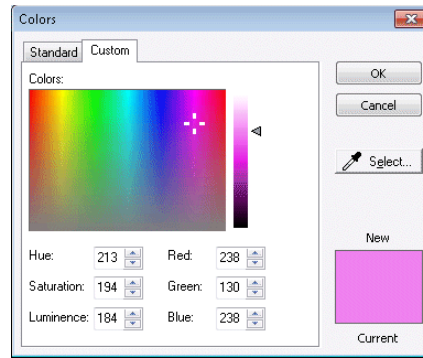 Colors
Standard Custom
Colors:
OK
Cancel
Select...
Hue: 213 Red: 238
Saturation: 194 Green: 130
Luminence: 184 Blue: 238
New
Current